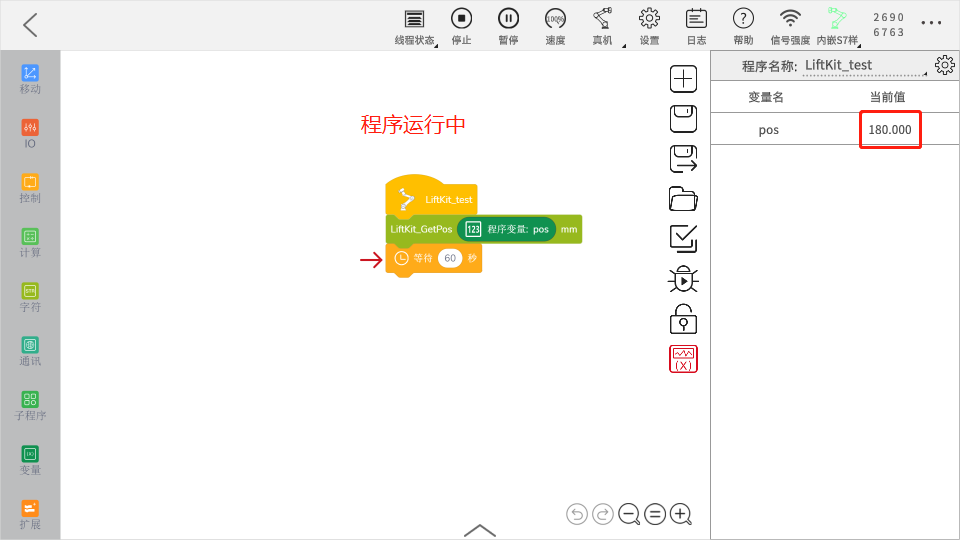 线程状态
停止
暂停
100%
速度
真机
设置
日志
?
帮助
信号强度
内嵌S7样
2690
6763
移动
IO
控制
计算
字符
通讯
子程序
变量
扩展
程序运行中
LiftKit_test
LiftKit_GetPos 123 程序变量: pos mm
等待 60 秒
(X)
程序名称: LiftKit_test
变量名 当前值
pos 180.000